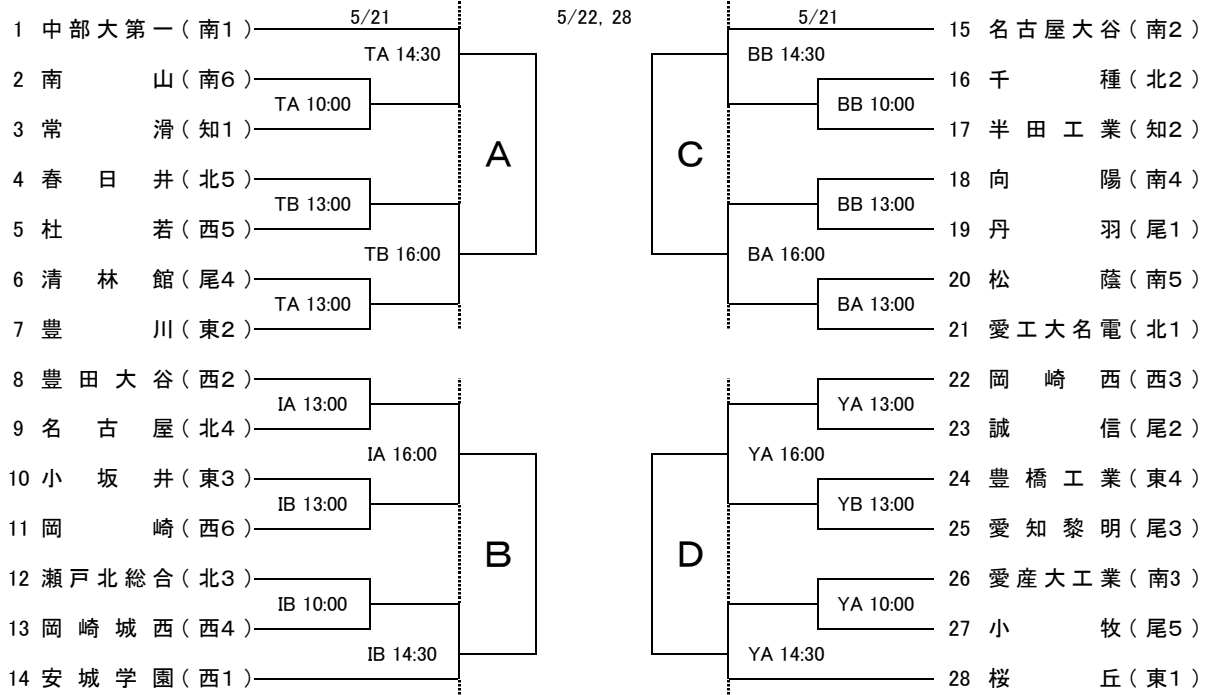 5/21 5/22, 28 5/21
1 中部大第一(南1)
TA 14:30
2 南山(南6)
TA 10:00
3 常滑(知1)
A
4 春日井(北5)
TB 13:00
5 杜若(西5)
TB 16:00
6 清林館(尾4)
TA 13:00
7 豊川(東2)
8 豊田大谷(西2)
IA 13:00
9 名古屋(北4)
IA 16:00
10 小坂井(東3)
IB 13:00
11 岡崎(西6)
B
12 瀬戸北総合(北3)
IB 10:00
13 岡崎城西(西4)
IB 14:30
14 安城学園(西1)
15 名古屋大谷(南2)
BB 14:30
16 千種(北2)
BB 10:00
17 半田工業(知2)
C
18 向陽(南4)
BB 13:00
19 丹羽(尾1)
BA 16:00
20 松蔭(南5)
BA 13:00
21 愛工大名電(北1)
22 岡崎西(西3)
YA 13:00
23 誠信(尾2)
YA 16:00
24 豊橋工業(東4)
YB 13:00
25 愛知黎明(尾3)
D
26 愛産大工業(南3)
YA 10:00
27 小牧(尾5)
YA 14:30
28 桜丘(東1)